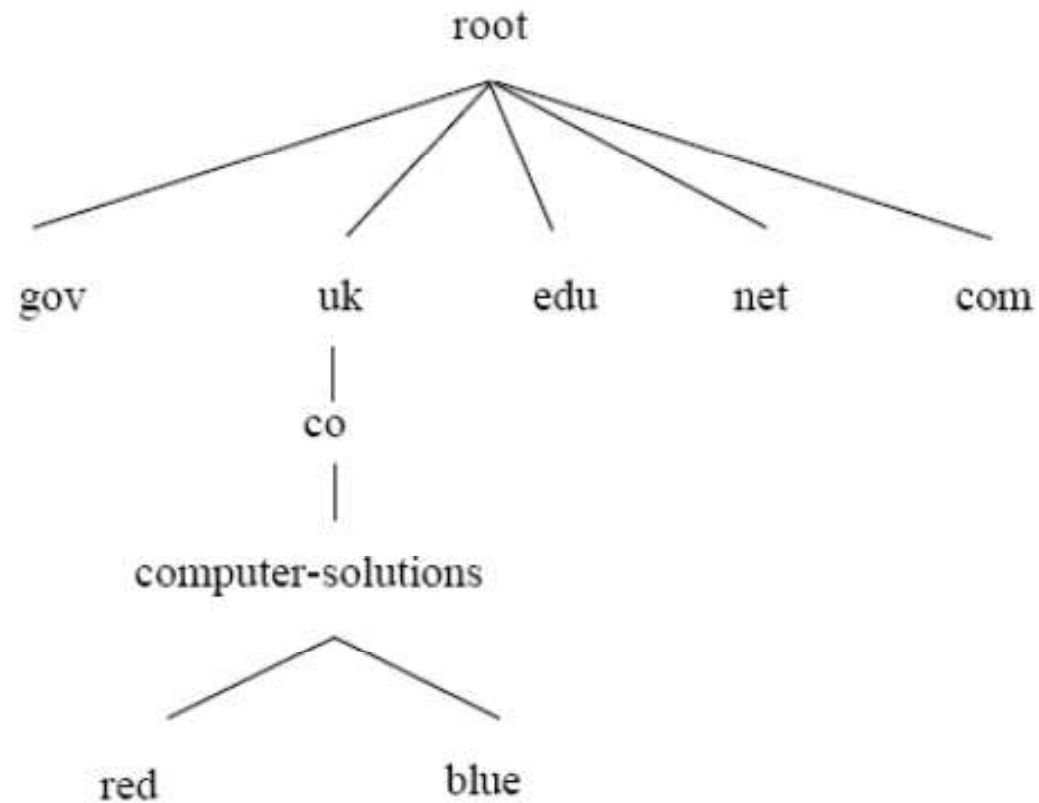 root
gov uk edu net com
co
computer-solutions
red blue